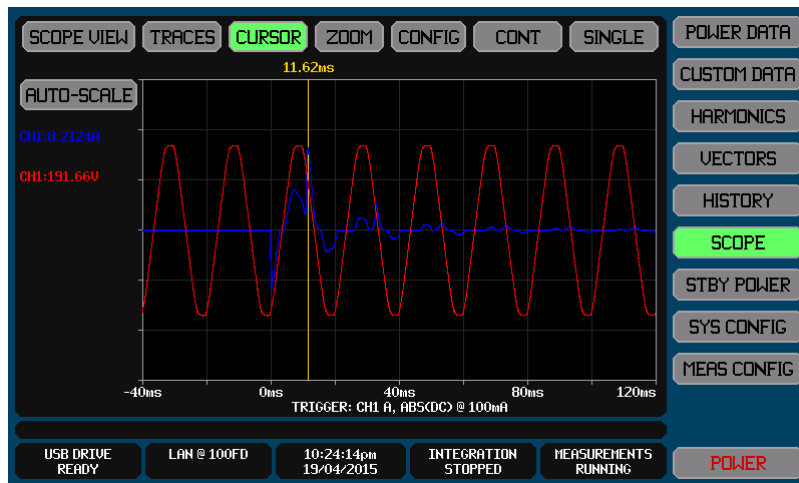 SCOPE VIEW TRACES CURSOR ZOOM CONFIG CONT SINGLE
POWER DATA
11.62ms
CUSTOM DATA
AUTO-SCALE
HARMONICS
CH1:8.2124A
VECTORS
CH1:191.66V
HISTORY
SCOPE
STBY POWER
SYS CONFIG
MEAS CONFIG
-40ms 0ms 40ms 80ms 120ms
TRIGGER: CH1 A, ABS(DC) @ 100mA
USB DRIVE READY
LAN @ 100FD
10:24:14pm
19/04/2015
INTEGRATION
STOPPED
MEASUREMENTS
RUNNING
POWER